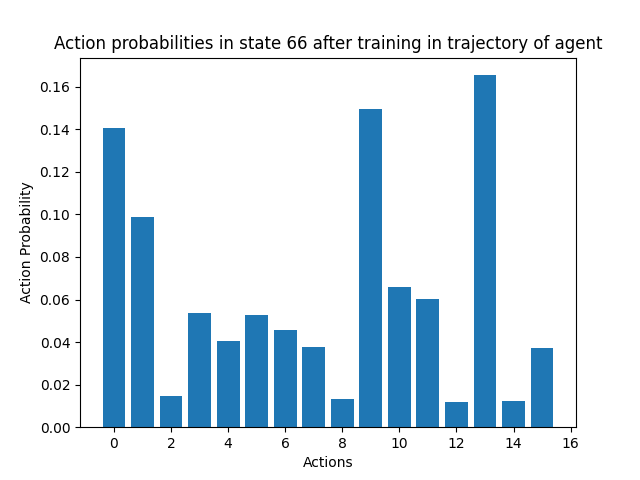 Action probabilities in state 66 after training in trajectory of agent
0.16
0.14
0.12
0.10
0.08
0.06
0.04
0.02
0.00
Action Probability
0 2 4 6 8 10 12 14 16
Actions